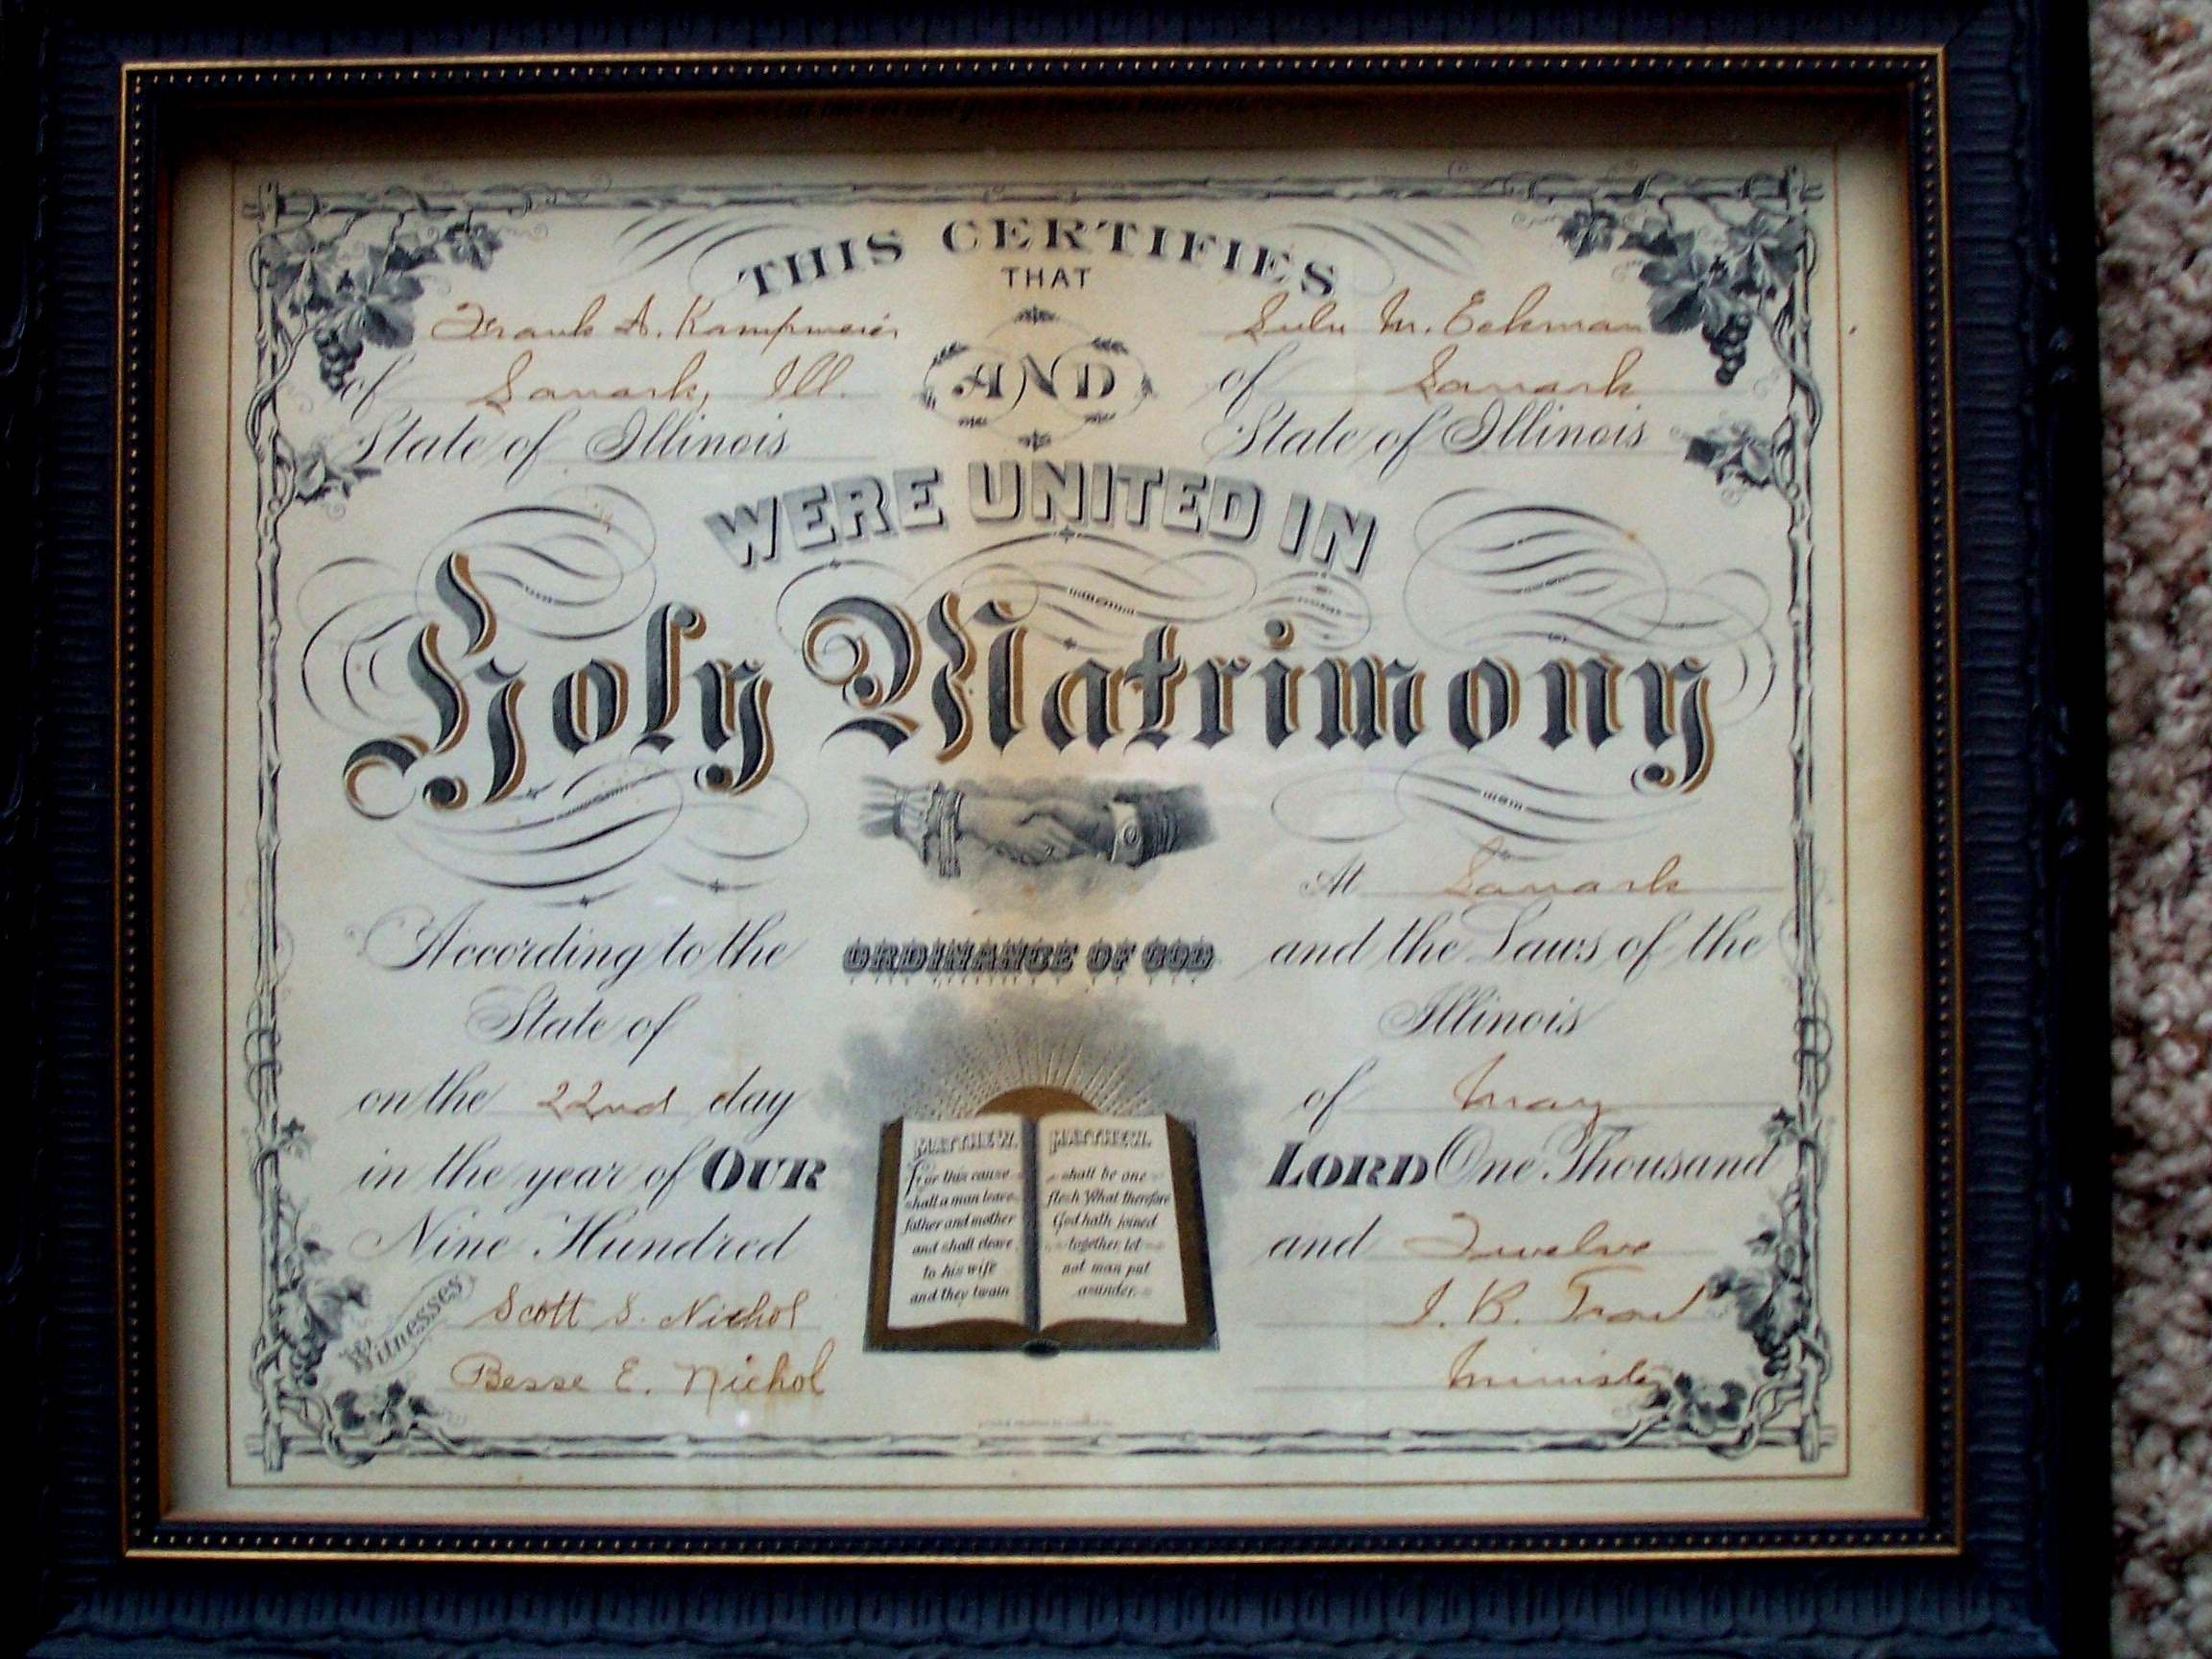 THIS CERTIFIES
THAT
Frank A. Kampmeier
Lulu M. Eckman
AND
of Lanark, Ill.
of Lanark
State of Illinois
State of Illinois
WERE UNITED IN
Holy Matrimony
At Lanark
According to the ORDINANCE OF GOD and the Laws of the
State of Illinois
on the 22nd day of May
in the year of OUR LORD One Thousand
Nine Hundred and Twelve
MATTHEW.
For this cause
shall a man leave
father and mother
and shall cleave
to his wife
and they twain
MATTHEW.
shall be one
flesh What therefore
God hath joined
together let
not man put
asunder.
Witnesses
Scott S. Nichol
Besse E. Nichol
I. R.
Minister